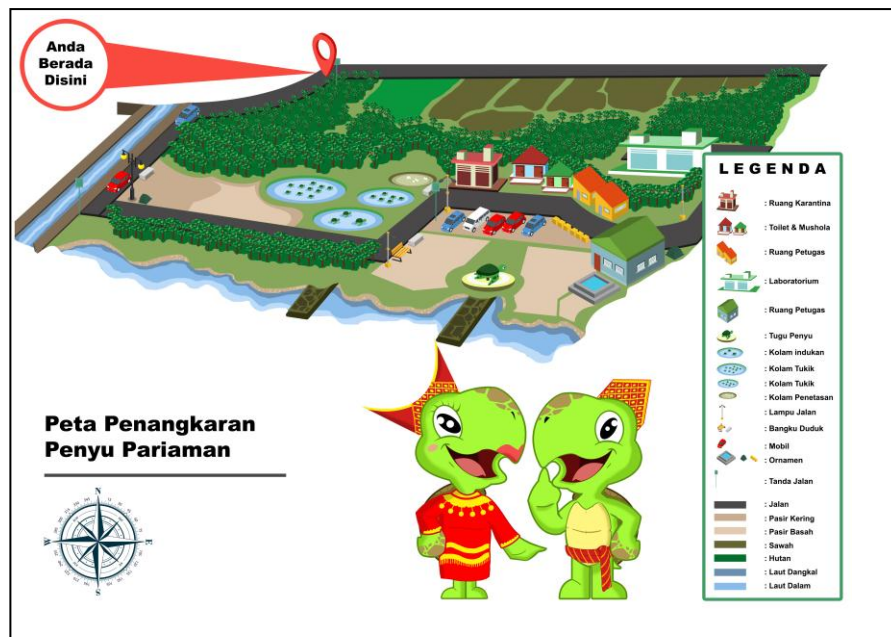 Anda
Berada
Disini
LEGENDA
: Ruang Karantina
: Toilet & Mushola
: Ruang Petugas
: Laboratorium
: Ruang Petugas
: Tugu Penyu
: Kolam indukan
: Kolam Tukik
: Kolam Tukik
: Kolam Penetasan
: Lampu Jalan
: Bangku Duduk
: Mobil
: Ornamen
: Tanda Jalan
: Jalan
: Pasir Kering
: Pasir Basah
: Sawah
: Hutan
: Laut Dangkal
: Laut Dalam
Peta Penangkaran
Penyu Pariaman
N
W
E
S